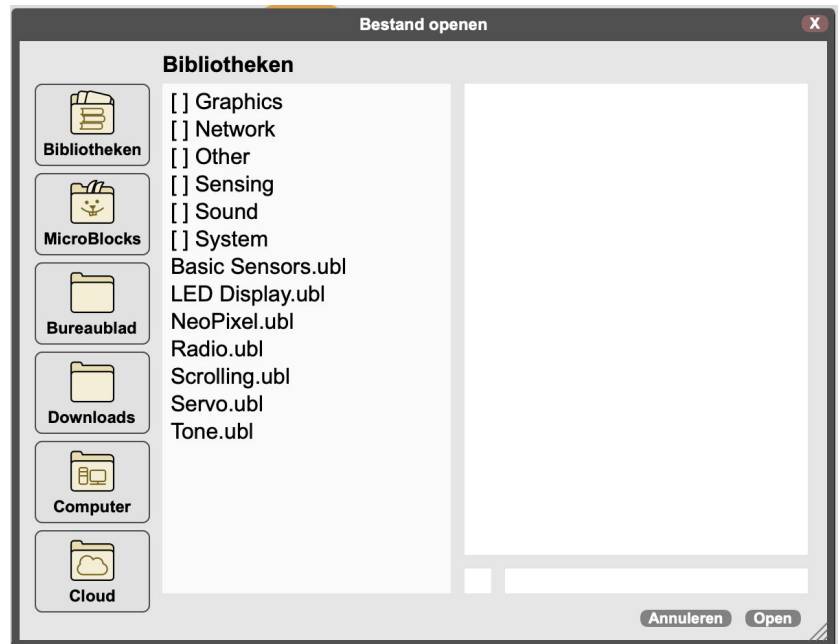 Bestand openen
X
Bibliotheken
Bibliotheken
MicroBlocks
Bureaublad
Downloads
Computer
Cloud
[ ] Graphics
[ ] Network
[ ] Other
[ ] Sensing
[ ] Sound
[ ] System
Basic Sensors.ubl
LED Display.ubl
NeoPixel.ubl
Radio.ubl
Scrolling.ubl
Servo.ubl
Tone.ubl
Annuleren
Open